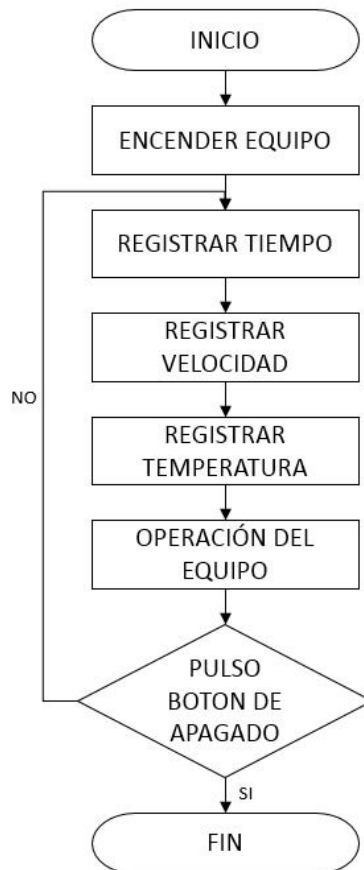 INICIO
ENCENDER EQUIPO
REGISTRAR TIEMPO
REGISTRAR
VELOCIDAD
NO
REGISTRAR
TEMPERATURA
OPERACIÓN DEL
EQUIPO
PULSO
BOTON DE
APAGADO
SI
FIN